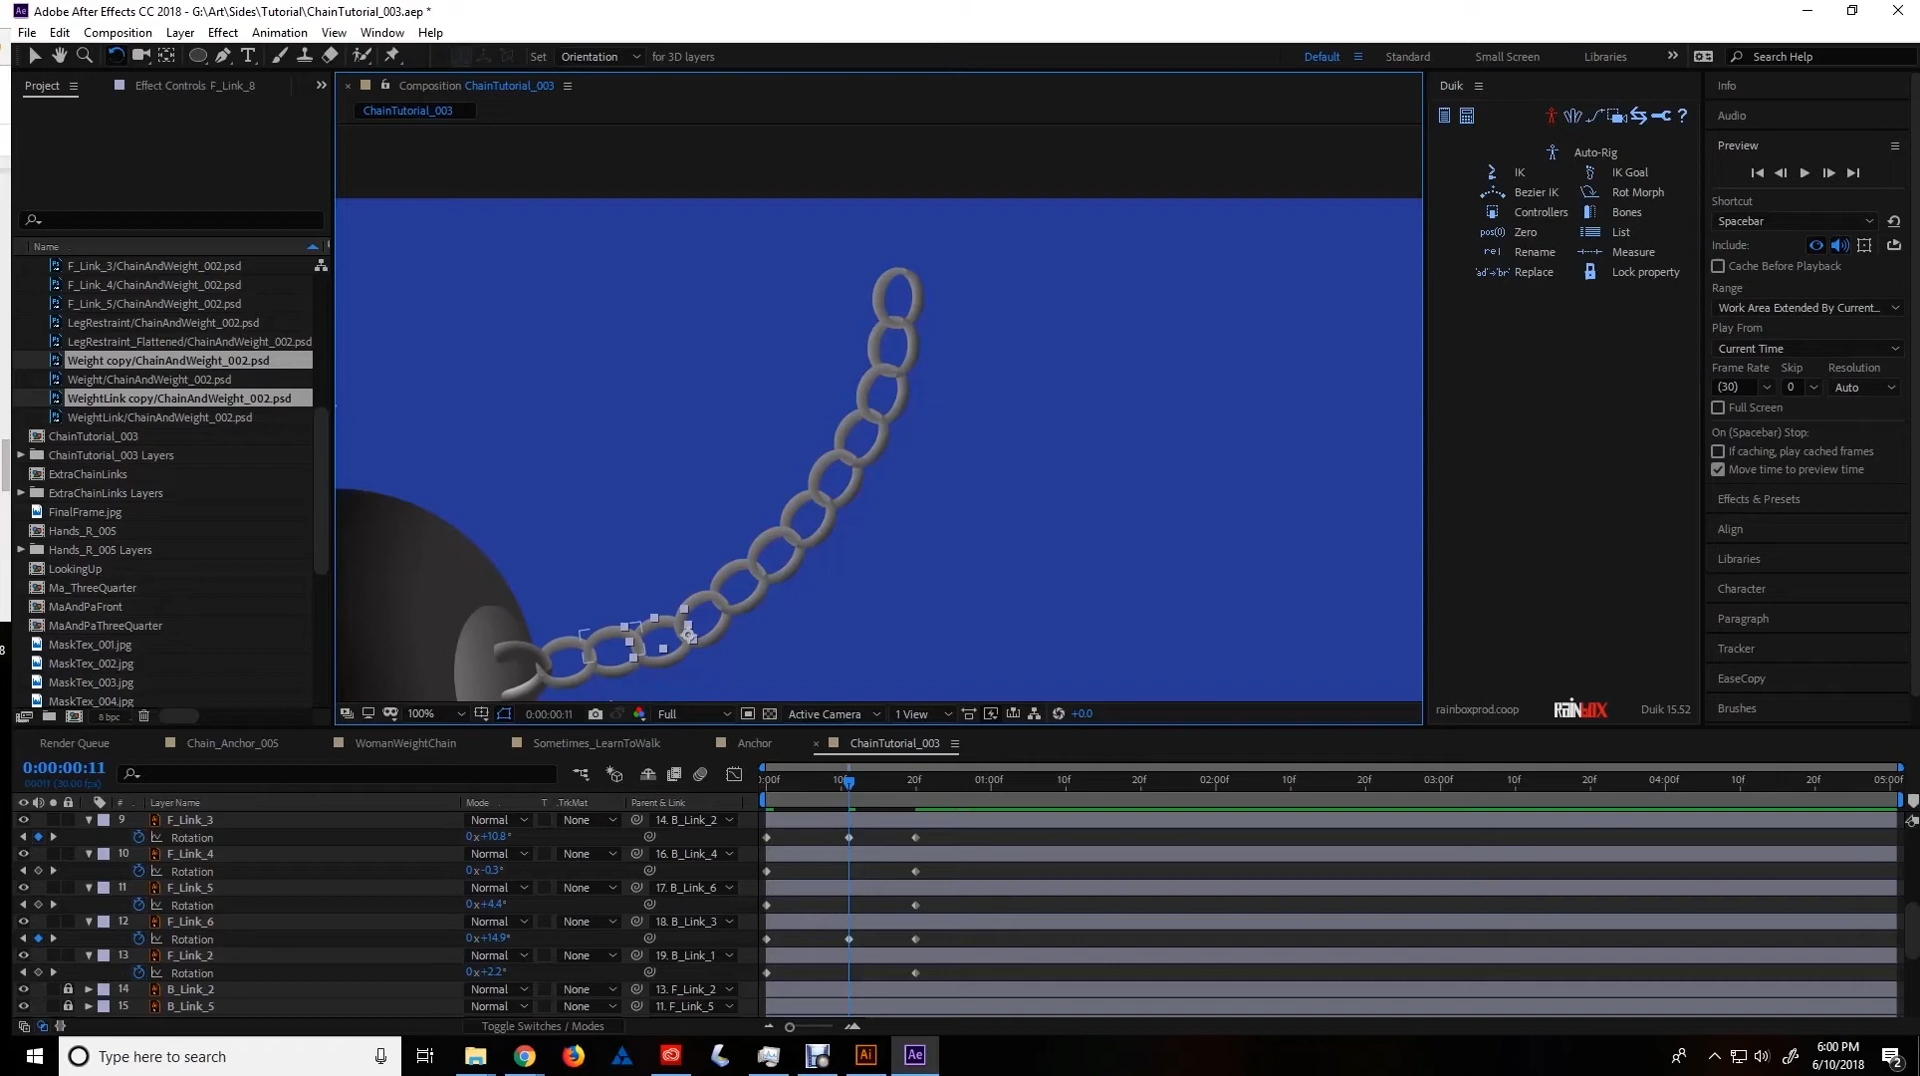 Adobe After Effects CC 2018 - G:\Art\Sides\Tutorial\ChainTutorial_003.aep *
File Edit Composition Layer Effect Animation View Window Help
Set Orientation for 3D layers Default Standard Small Screen Libraries Search Help
Project Effect Controls F_Link_8
Composition ChainTutorial_003
ChainTutorial_003
Name
F_Link_3/ChainAndWeight_002.psd
F_Link_4/ChainAndWeight_002.psd
F_Link_5/ChainAndWeight_002.psd
LegRestraint/ChainAndWeight_002.psd
LegRestraint_Flattened/ChainAndWeight_002.psd
Weight copy/ChainAndWeight_002.psd
Weight/ChainAndWeight_002.psd
WeightLink copy/ChainAndWeight_002.psd
WeightLink/ChainAndWeight_002.psd
ChainTutorial_003
ChainTutorial_003 Layers
ExtraChainLinks
ExtraChainLinks Layers
FinalFrame.jpg
Hands_R_005
Hands_R_005 Layers
LookingUp
Ma_ThreeQuarter
MaAndPaFront
MaAndPaThreeQuarter
MaskTex_001.jpg
MaskTex_002.jpg
MaskTex_003.jpg
MaskTex_004.jpg
8 bpc
100% 0:00:00:11 Full Active Camera 1 View +0.0
Duik
?
Auto-Rig
IK IK Goal
Bezier IK Rot Morph
Controllers Bones
pos(0) Zero List
rel Rename Measure
'ad'→'br' Replace Lock property
rainboxprod.coop RAINBOX Duik 15.52
Info
Audio
Preview
Shortcut
Spacebar
Include:
Cache Before Playback
Range
Work Area Extended By Current...
Play From
Current Time
Frame Rate Skip Resolution
(30) 0 Auto
Full Screen
On (Spacebar) Stop:
If caching, play cached frames
Move time to preview time
Effects & Presets
Align
Libraries
Character
Paragraph
Tracker
EaseCopy
Brushes
Render Queue Chain_Anchor_005 WomanWeightChain Sometimes_LearnToWalk Anchor ChainTutorial_003
0:00:00:11
00011 (30.00 fps)
20f 01:00f 10f 20f 02:00f 10f 20f 03:00f 10f 20f 04:00f 10f 20f 05:00f
# Layer Name Mode T .TrkMat Parent & Link
9 F_Link_3 Normal None 14. B_Link_2
Rotation 0x+10.8°
10 F_Link_4 Normal None 16. B_Link_4
Rotation 0x-0.3°
11 F_Link_5 Normal None 17. B_Link_6
Rotation 0x+4.4°
12 F_Link_6 Normal None 18. B_Link_3
Rotation 0x+14.9°
13 F_Link_2 Normal None 19. B_Link_1
Rotation 0x+2.2°
14 B_Link_2 Normal None 13. F_Link_2
15 B_Link_5 Normal None 11. F_Link_5
Toggle Switches / Modes
Type here to search
Ai Ae
6:00 PM
6/10/2018
2